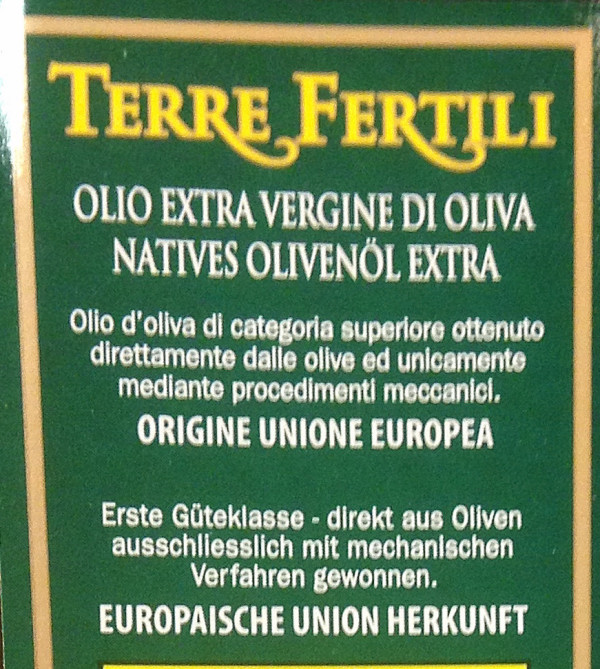 TERRE FERTILI
OLIO EXTRA VERGINE DI OLIVA
NATIVES OLIVENÖL EXTRA
Olio d'oliva di categoria superiore ottenuto
direttamente dalle olive ed unicamente
mediante procedimenti meccanici.
ORIGINE UNIONE EUROPEA
Erste Güteklasse - direkt aus Oliven
ausschliesslich mit mechanischen
Verfahren gewonnen.
EUROPAISCHE UNION HERKUNFT